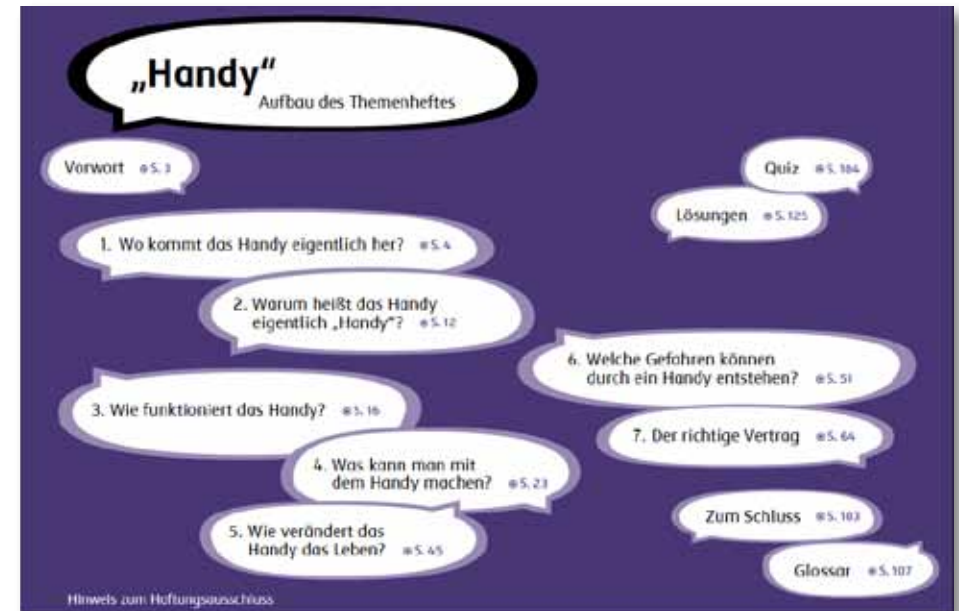 „Handy“
Aufbau des Themenheftes
Vorwort S. 3
1. Wo kommt das Handy eigentlich her? S. 4
2. Warum heißt das Handy
eigentlich „Handy“? S. 12
3. Wie funktioniert das Handy? S. 16
4. Was kann man mit
dem Handy machen? S. 23
5. Wie verändert das
Handy das Leben? S. 45
6. Welche Gefahren können
durch ein Handy entstehen? S. 51
7. Der richtige Vertrag S. 64
Zum Schluss S. 103
Glossar S. 107
Quiz S. 104
Lösungen S. 125
Hinweis zum Haftungsausschluss